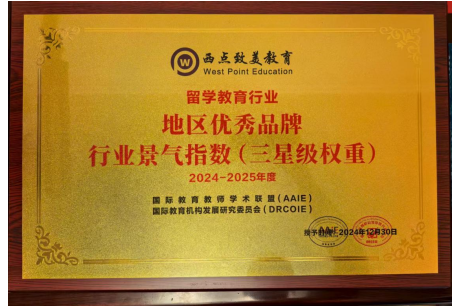 西点致美教育
West Point Education
留学教育行业
地区优秀品牌
行业景气指数(三星级权重)
2024-2025年度
国际教育教师学术联盟(AAIE)
国际教育机构发展研究委员会(DRCOIE)
授予时间：2024年12月30日